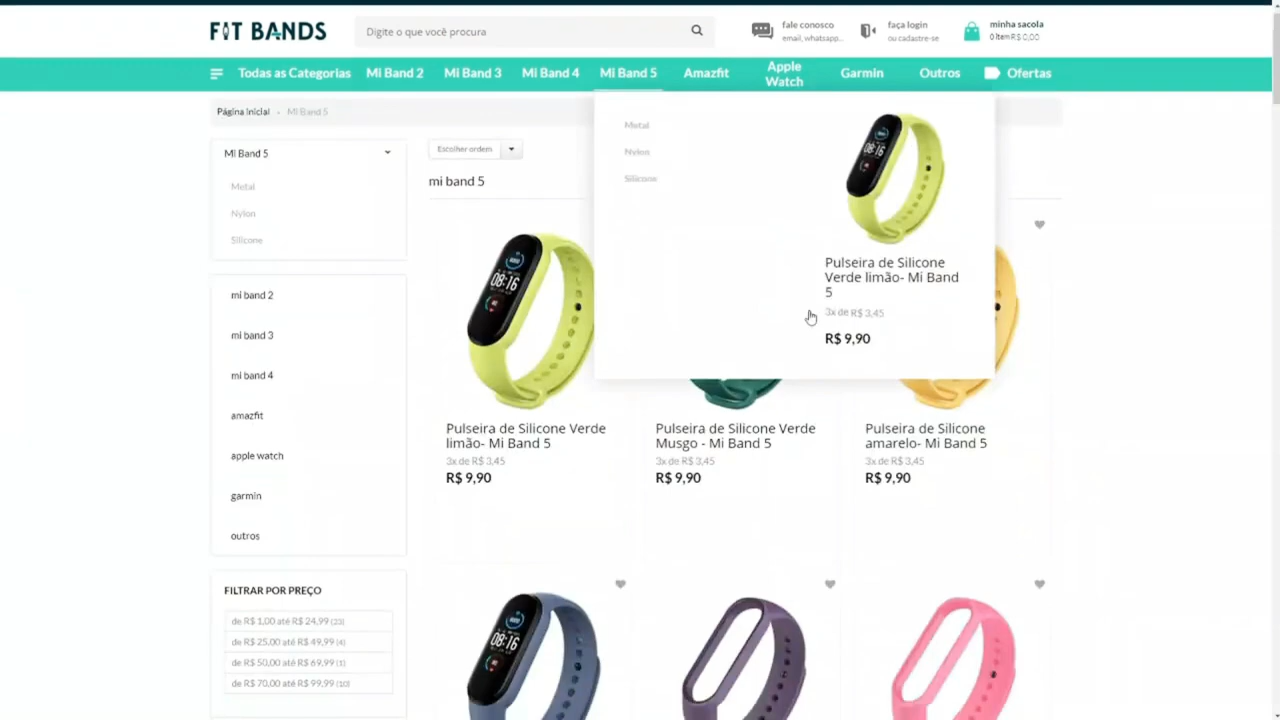 FIT BANDS
Digite o que você procura
fale conosco
email, whatsapp...
faça login
ou cadastre-se
minha sacola
0 item R$ 0,00
Todas as Categorias
Mi Band 2
Mi Band 3
Mi Band 4
Mi Band 5
Amazfit
Apple
Watch
Garmin
Outros
Ofertas
Página Inicial - Mi Band 5
Mi Band 5
Metal
Nylon
Silicone
mi band 2
mi band 3
mi band 4
amazfit
apple watch
garmin
outros
FILTRAR POR PREÇO
de R$ 1,00 até R$ 24,99 (23)
de R$ 25,00 até R$ 49,99 (4)
de R$ 50,00 até R$ 69,99 (1)
de R$ 70,00 até R$ 99,99 (10)
Escolher ordem
mi band 5
Metal
Nylon
Silicone
08:16
Pulseira de Silicone
Verde limão- Mi Band
5
3x de R$ 3,45
R$ 9,90
08:16
Pulseira de Silicone Verde
limão- Mi Band 5
3x de R$ 3,45
R$ 9,90
Pulseira de Silicone Verde
Musgo - Mi Band 5
3x de R$ 3,45
R$ 9,90
Pulseira de Silicone
amarelo- Mi Band 5
3x de R$ 3,45
R$ 9,90
08:16